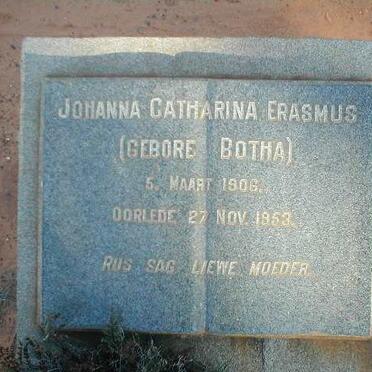 JOHANNA CATHARINA ERASMUS
(GEBORE BOTHA)
5. MAART 1906.
OORLEDE 27 NOV. 1953.
RUS SAG LIEWE MOEDER.